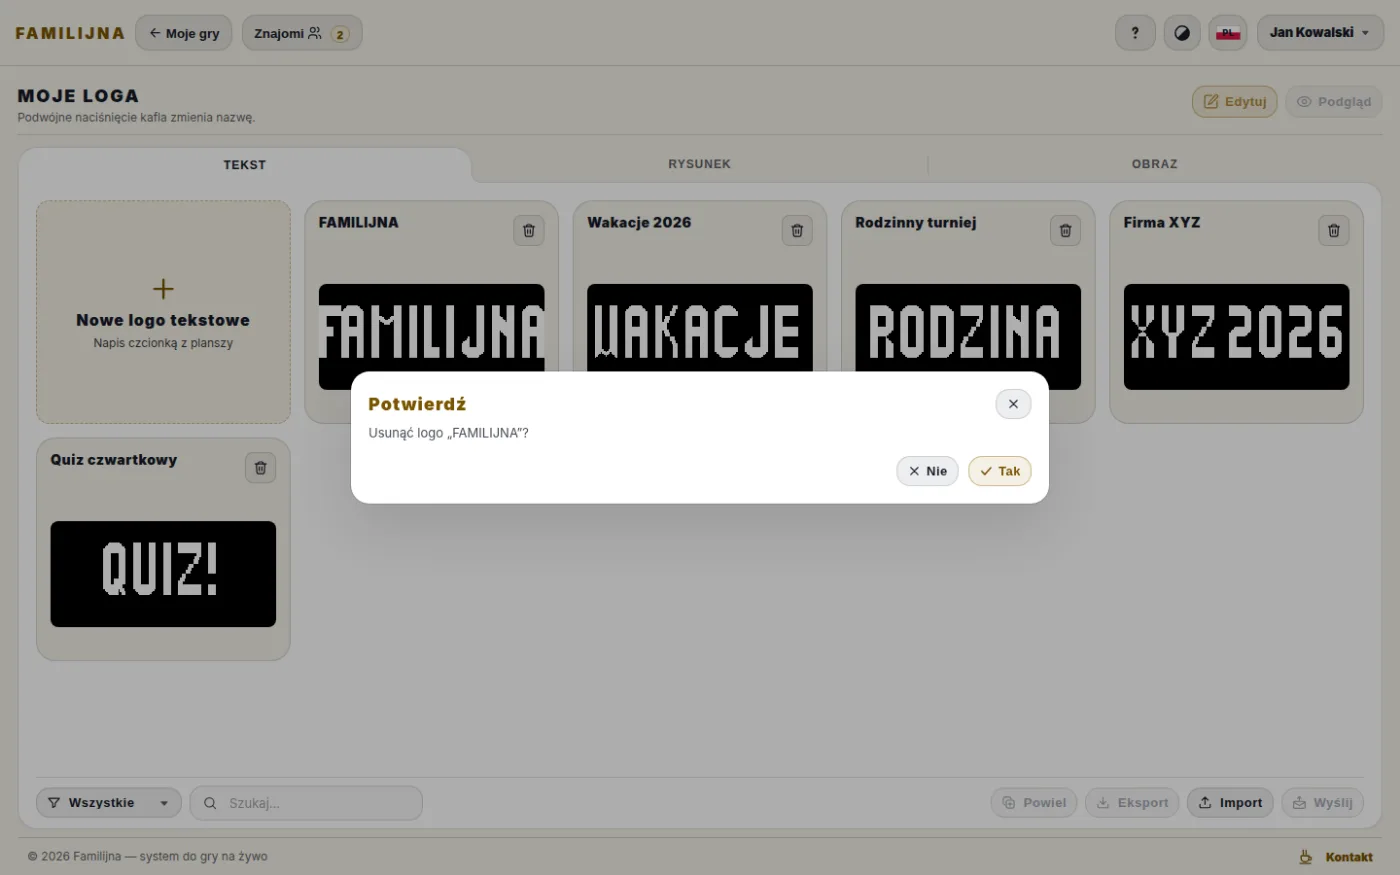 FAMILIJNA
Moje gry
Znajomi 2
?
PL
Jan Kowalski
MOJE LOGA
Podwójne naciśnięcie kafla zmienia nazwę.
Edytuj
Podgląd
TEKST
RYSUNEK
OBRAZ
Nowe logo tekstowe
Napis czcionką z planszy
FAMILIJNA
FAMILIJNA
Wakacje 2026
WAKACJE
Rodzinny turniej
RODZINA
Firma XYZ
XYZ 2026
Potwierdź
Usunąć logo „FAMILIJNA”?
Nie
Tak
Quiz czwartkowy
QUIZ!
Wszystkie
Szukaj...
Powiel
Eksport
Import
Wyślij
© 2026 Familijna — system do gry na żywo
Kontakt